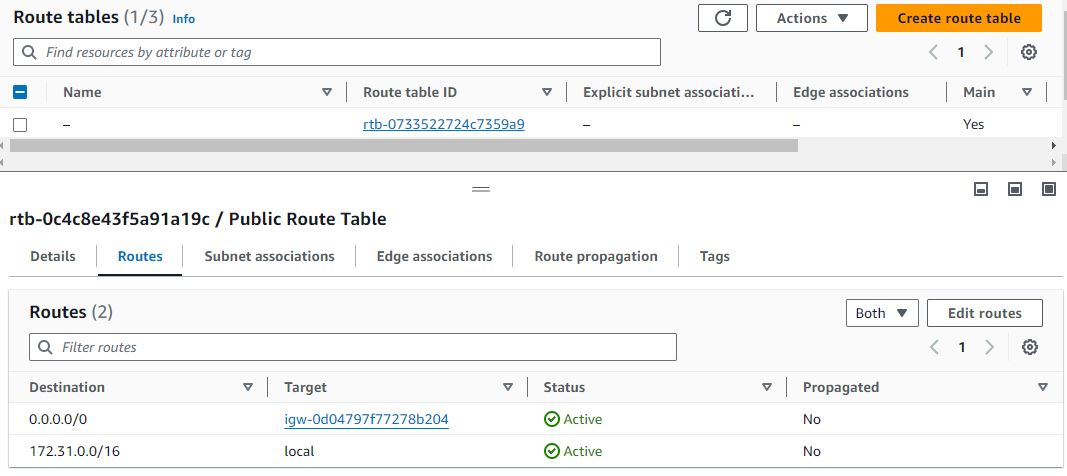 Route tables (1/3) Info
Actions
Create route table
Find resources by attribute or tag
1
Name Route table ID Explicit subnet associati... Edge associations Main
– rtb-0733522724c7359a9 – – Yes
rtb-0c4c8e43f5a91a19c / Public Route Table
Details Routes Subnet associations Edge associations Route propagation Tags
Routes (2)
Both
Edit routes
Filter routes
1
Destination Target Status Propagated
0.0.0.0/0 igw-0d04797f77278b204 Active No
172.31.0.0/16 local Active No